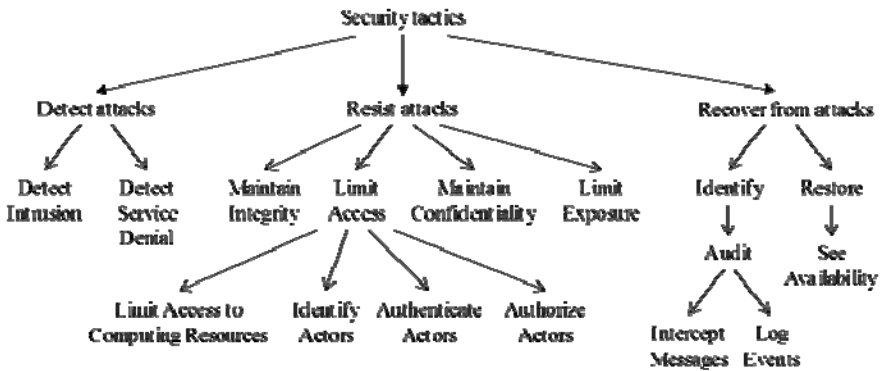 Security tactics
Detect attacks
Resist attacks
Recover from attacks
Detect
Intrusion
Detect
Service
Denial
Maintain
Integrity
Limit
Access
Maintain
Confidentiality
Limit
Exposure
Identify
Restore
Audit
See
Availability
Limit Access to
Computing Resources
Identify
Actors
Authenticate
Actors
Authorize
Actors
Intercept
Messages
Log
Events